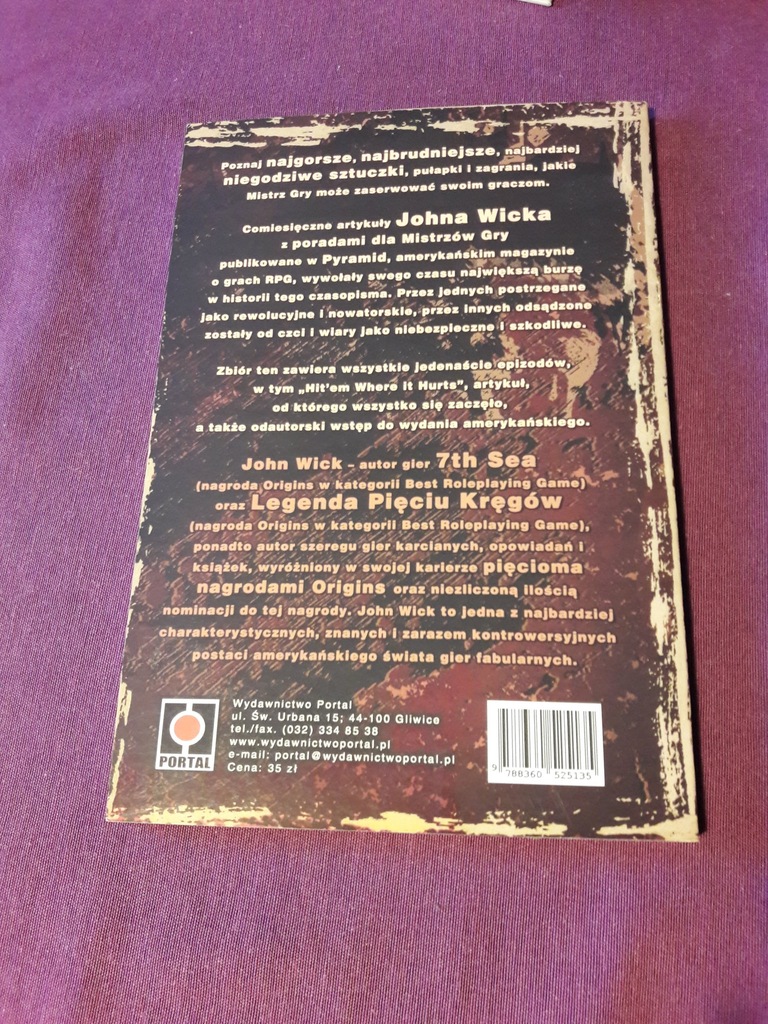 Poznaj najgorsze, najbrudniejsze, najbardziej
niegodziwe sztuczki, pułapki i zagrania, jakie
Mistrz Gry może zaserwować swoim graczom.
Comiesięczne artykuły Johna Wicka
z poradami dla Mistrzów Gry
publikowane w Pyramid, amerykańskim magazynie
o grach RPG, wywołały swego czasu największą burzę
w historii tego czasopisma. Przez jednych postrzegane
jako rewolucyjne i nowatorskie, przez innych odsądzone
zostały od czci i wiary jako niebezpieczne i szkodliwe.
Zbiór ten zawiera wszystkie jedenaście epizodów,
w tym „Hit'em Where it Hurts”, artykuł,
od którego wszystko się zaczęło,
a także odautorski wstęp do wydania amerykańskiego.
John Wick – autor gier 7th Sea
(nagroda Origins w kategorii Best Roleplaying Game)
oraz Legenda Pięciu Kręgów
(nagroda Origins w kategorii Best Roleplaying Game),
ponadto autor szeregu gier karcianych, opowiadań i
książek, wyróżniony w swojej karierze pięcioma
nagrodami Origins oraz niezliczoną ilością
nominacji do tej nagrody. John Wick to jedna z najbardziej
charakterystycznych, znanych i zarazem kontrowersyjnych
postaci amerykańskiego świata gier fabularnych.
PORTAL
Wydawnictwo Portal
ul. Św. Urbana 15; 44-100 Gliwice
tel./fax. (032) 334 85 38
www.wydawnictwoportal.pl
e-mail: portal@wydawnictwoportal.pl
Cena: 35 zł
9 788360 525135